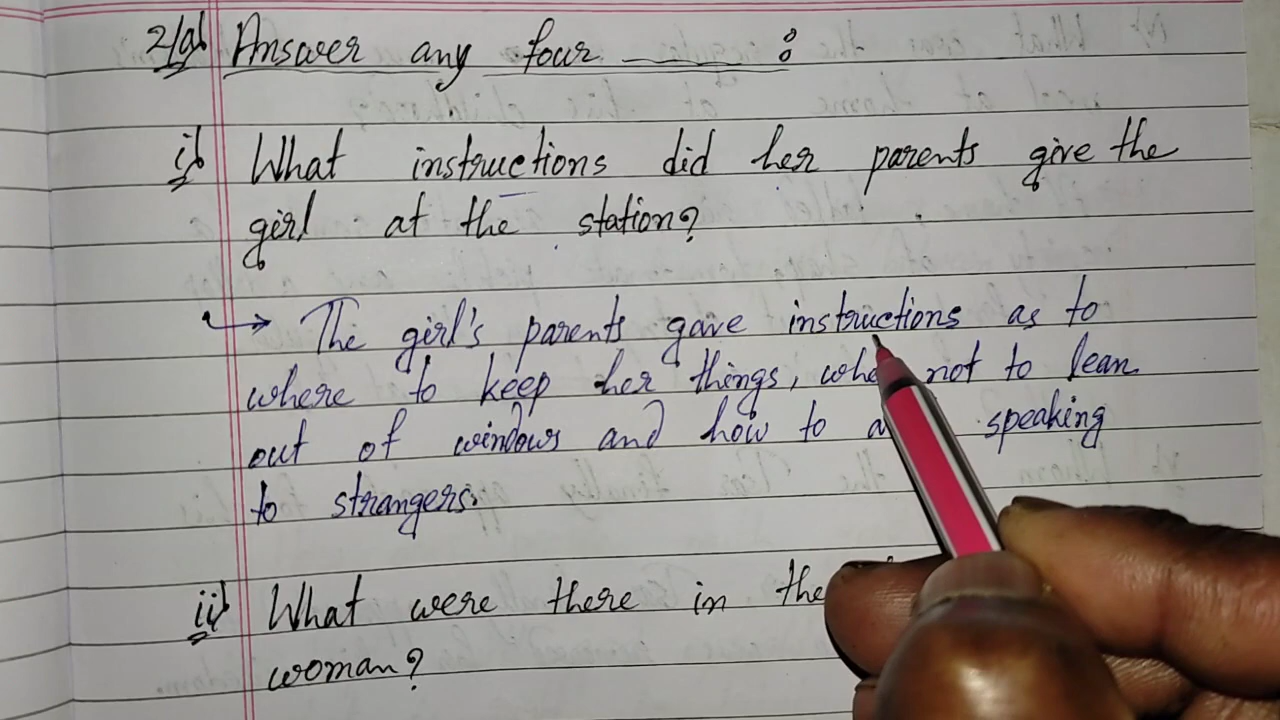 2/a) Answer any four ______ :
i) What instructions did her parents give the
girl at the station?
→ The girl's parents gave instructions as to
where to keep her things, not to lean
out of windows and how to speaking
to strangers.
ii) What were there in the
woman?